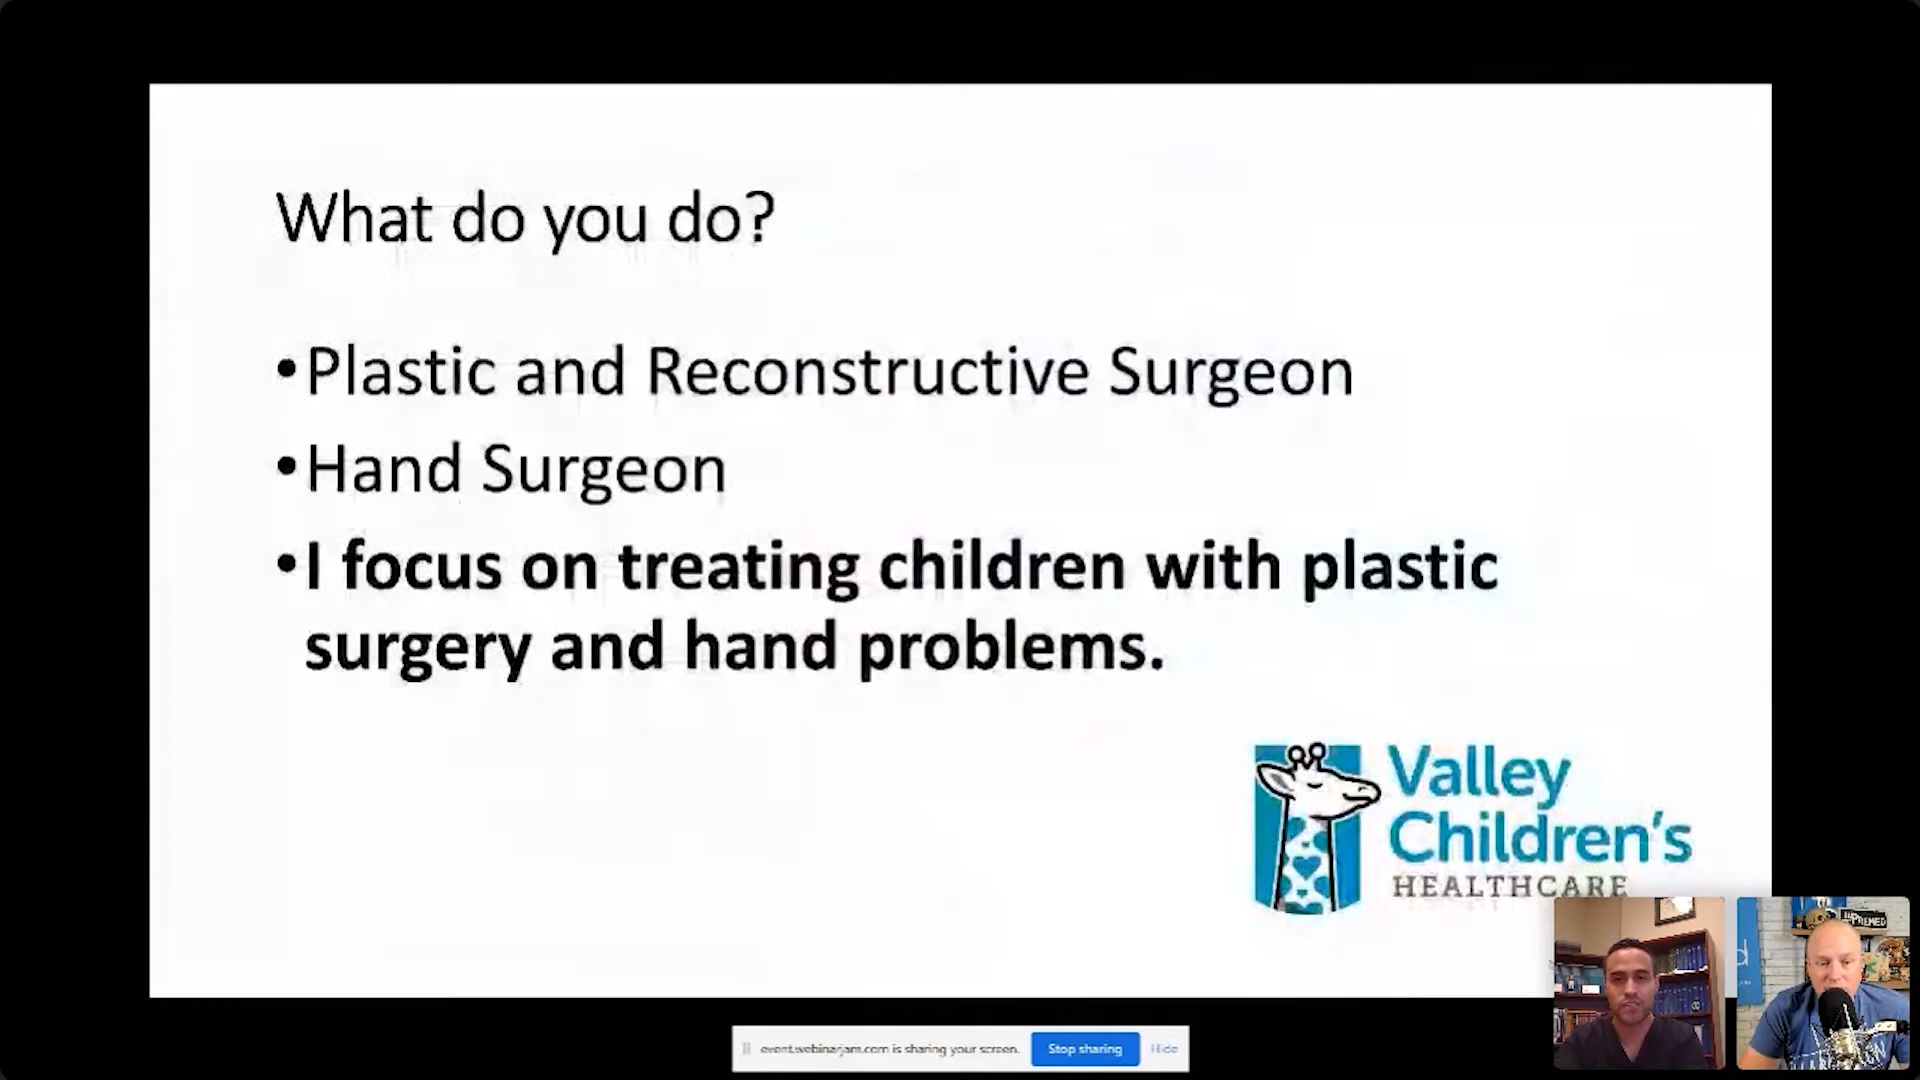 What do you do?
•Plastic and Reconstructive Surgeon
•Hand Surgeon
•I focus on treating children with plastic
surgery and hand problems.
Valley
Children's
HEALTHCARE
event.webinarjam.com is sharing your screen.
Stop sharing
Hide